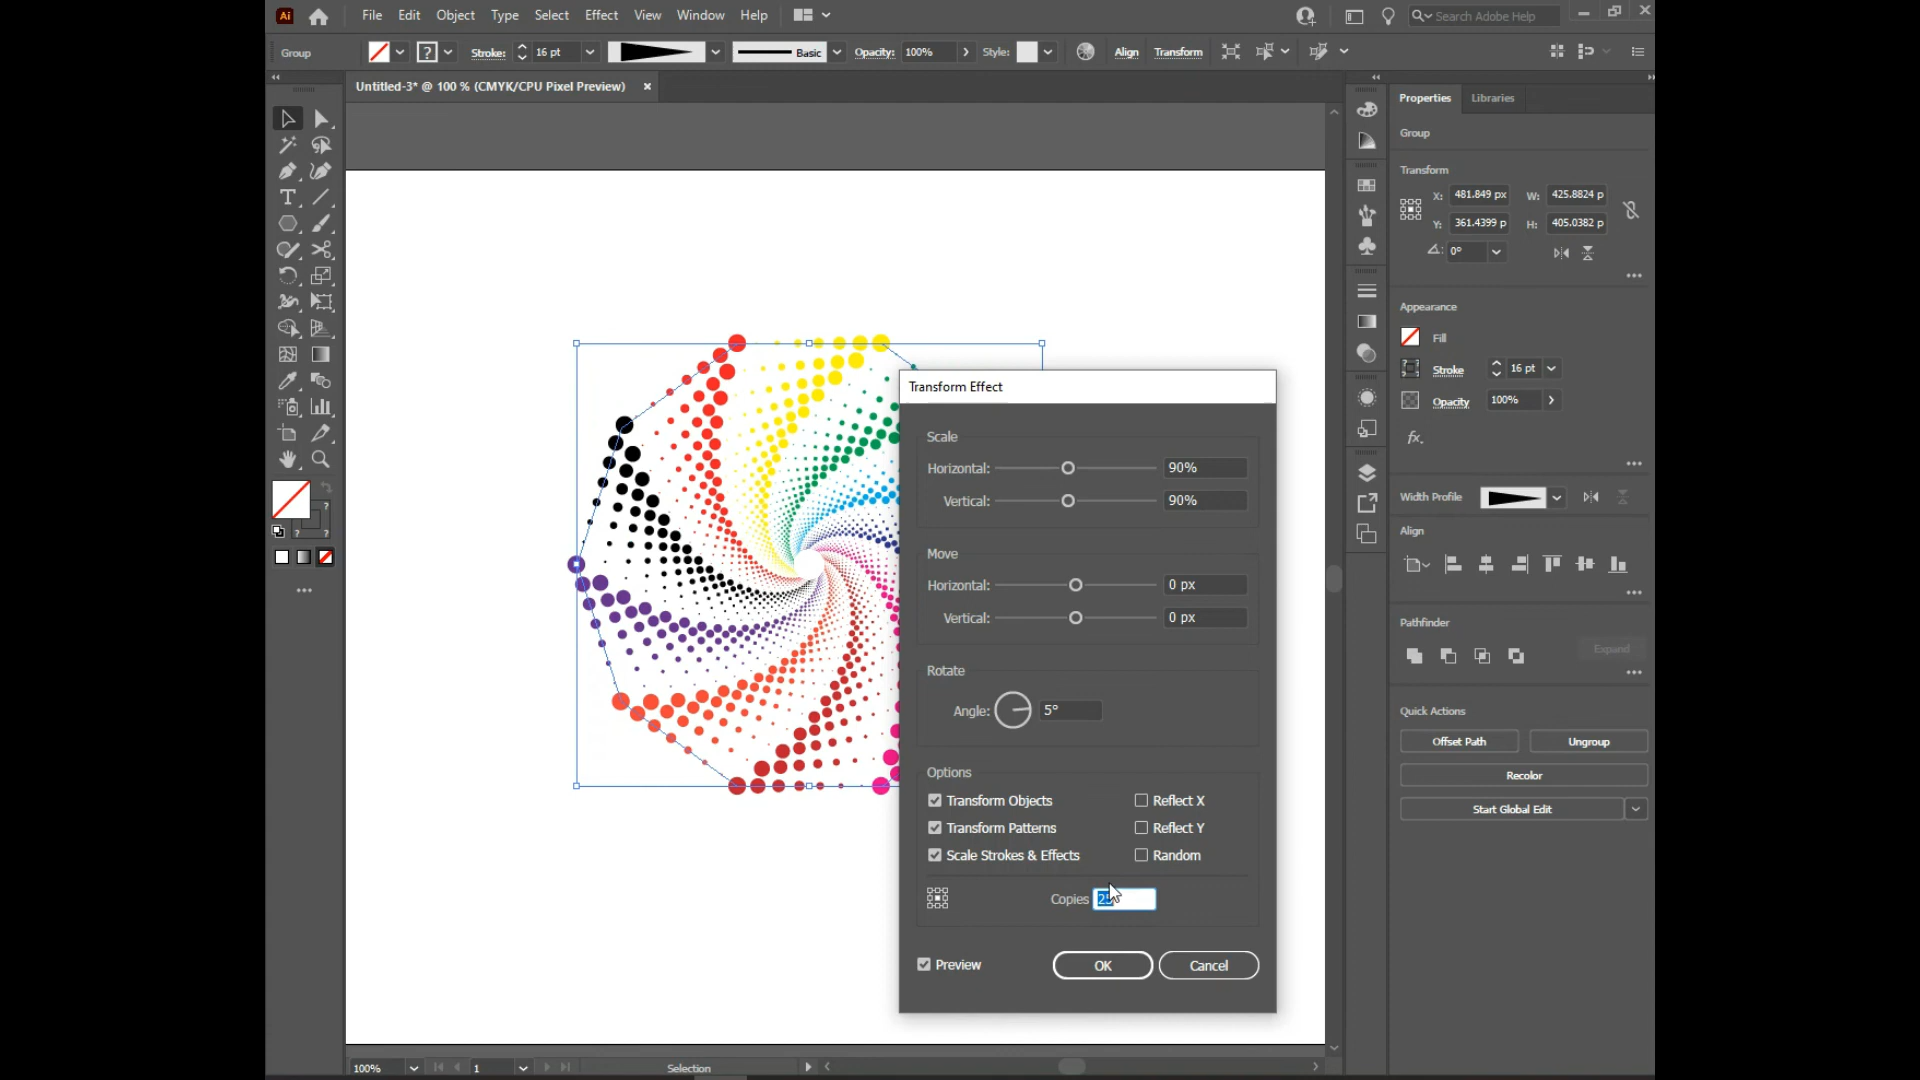 Ai
File Edit Object Type Select Effect View Window Help
Search Adobe Help
Group
?
Stroke: 16 pt
Basic
Opacity: 100%
Style:
Align
Transform
Untitled-3* @ 100 % (CMYK/CPU Pixel Preview)
Properties
Libraries
Group
Transform
X: 481.849 px
W: 425.8824 p
Y: 361.4399 p
H: 405.0382 p
0°
Appearance
Fill
Stroke
16 pt
Opacity
100%
fx.
Width Profile
Align
Pathfinder
Expand
Quick Actions
Offset Path
Ungroup
Recolor
Start Global Edit
Transform Effect
Scale
Horizontal: 90%
Vertical: 90%
Move
Horizontal: 0 px
Vertical: 0 px
Rotate
Angle: 5°
Options
Transform Objects
Reflect X
Transform Patterns
Reflect Y
Scale Strokes & Effects
Random
Copies
Preview
OK
Cancel
100%
1
Selection